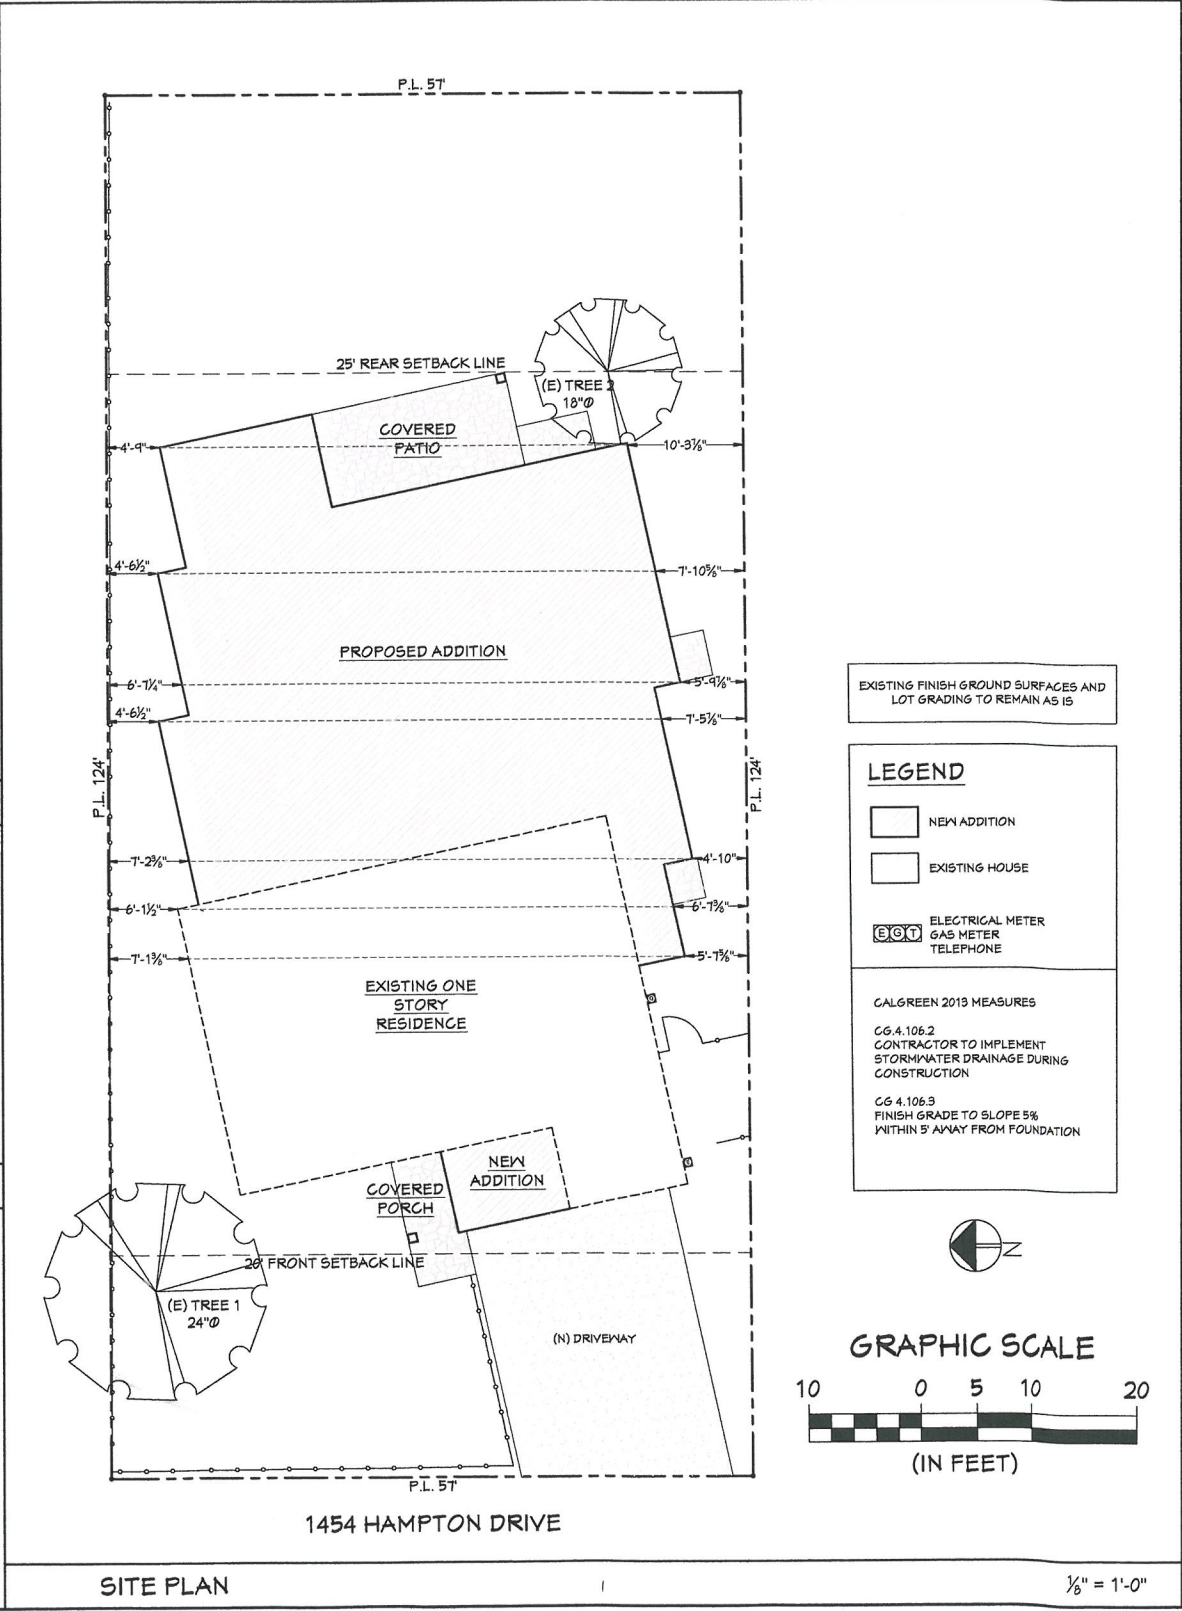 P.L. 57'
25' REAR SETBACK LINE
(E) TREE 2
18"Ø
COVERED
PATIO
4'-9"
10'-3⅞"
4'-6½"
7'-10⅝"
PROPOSED ADDITION
6'-7¼"
5'-9⅞"
4'-6½"
7'-5⅞"
P.L. 124'
P.L. 124'
7'-2⅜"
4'-10"
6'-1½"
6'-7⅜"
7'-1⅜"
5'-7⅝"
EXISTING ONE
STORY
RESIDENCE
NEW
ADDITION
COVERED
PORCH
20' FRONT SETBACK LINE
(E) TREE 1
24"Ø
(N) DRIVEWAY
P.L. 57'
1454 HAMPTON DRIVE
EXISTING FINISH GROUND SURFACES AND
LOT GRADING TO REMAIN AS IS
LEGEND
NEW ADDITION
EXISTING HOUSE
E G T
ELECTRICAL METER
GAS METER
TELEPHONE
CALGREEN 2013 MEASURES
CG.4.106.2
CONTRACTOR TO IMPLEMENT
STORMWATER DRAINAGE DURING
CONSTRUCTION
CG 4.106.3
FINISH GRADE TO SLOPE 5%
WITHIN 5' AWAY FROM FOUNDATION
N
GRAPHIC SCALE
10 0 5 10 20
(IN FEET)
SITE PLAN
1
⅛" = 1'-0"